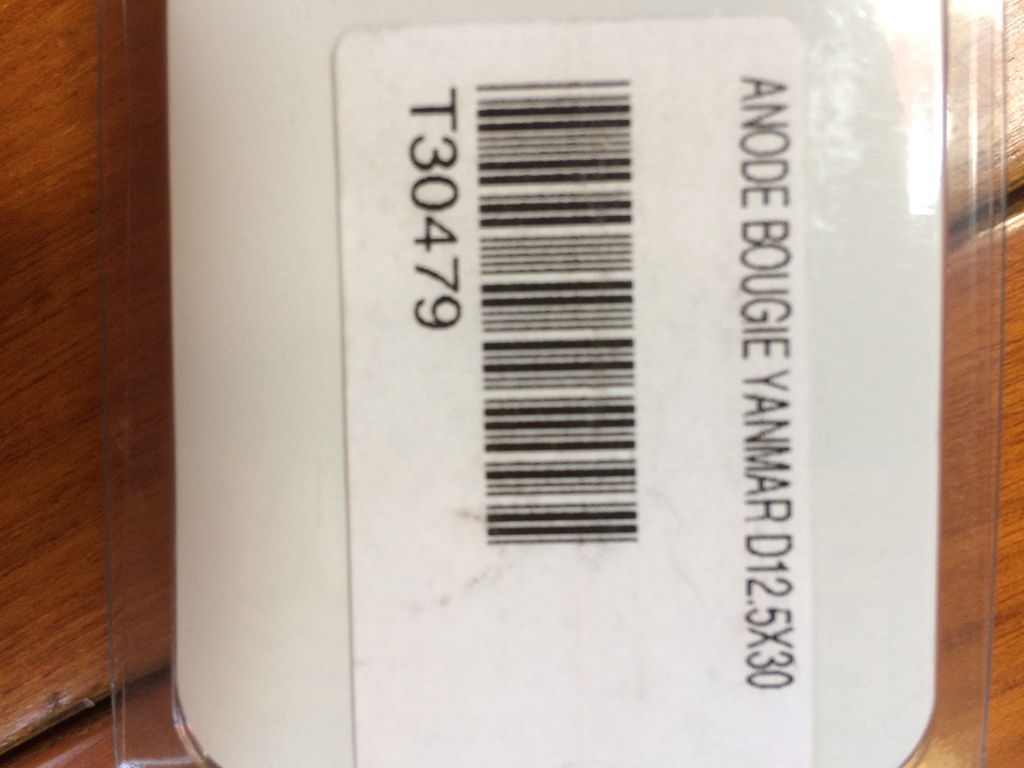 ANODE BOUGIE YANMAR D12.5X30
T30479